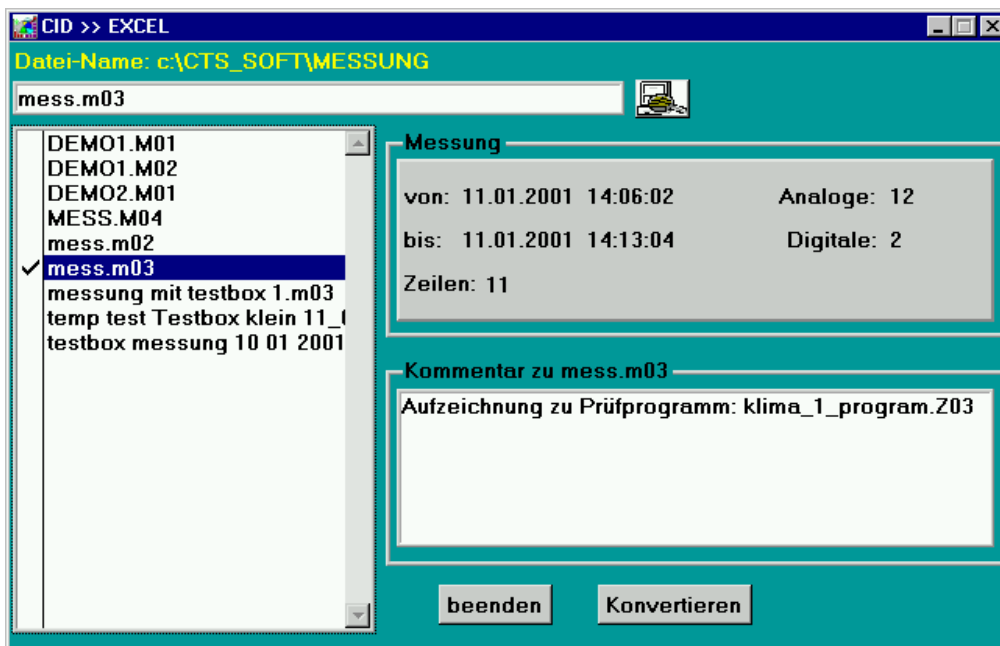 CID >> EXCEL
Datei-Name: c:\CTS_SOFT\MESSUNG
mess.m03
DEMO1.M01
DEMO1.M02
DEMO2.M01
MESS.M04
mess.m02
mess.m03
messung mit testbox 1.m03
temp test Testbox klein 11_
testbox messung 10 01 2001
Messung
von: 11.01.2001 14:06:02 Analoge: 12
bis: 11.01.2001 14:13:04 Digitale: 2
Zeilen: 11
Kommentar zu mess.m03
Aufzeichnung zu Prüfprogramm: klima_1_program.Z03
beenden Konvertieren